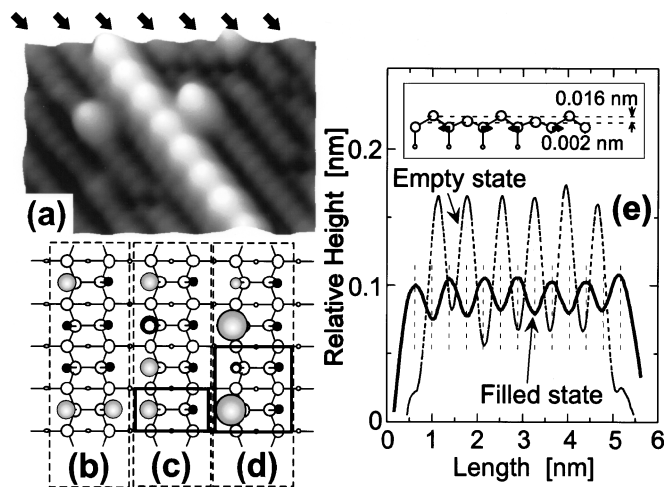 (a)
(b)
(c)
(d)
(e)
Relative Height [nm]
0.2
0.1
0
0.016 nm
0.002 nm
Empty state
Filled state
0 1 2 3 4 5 6
Length [nm]